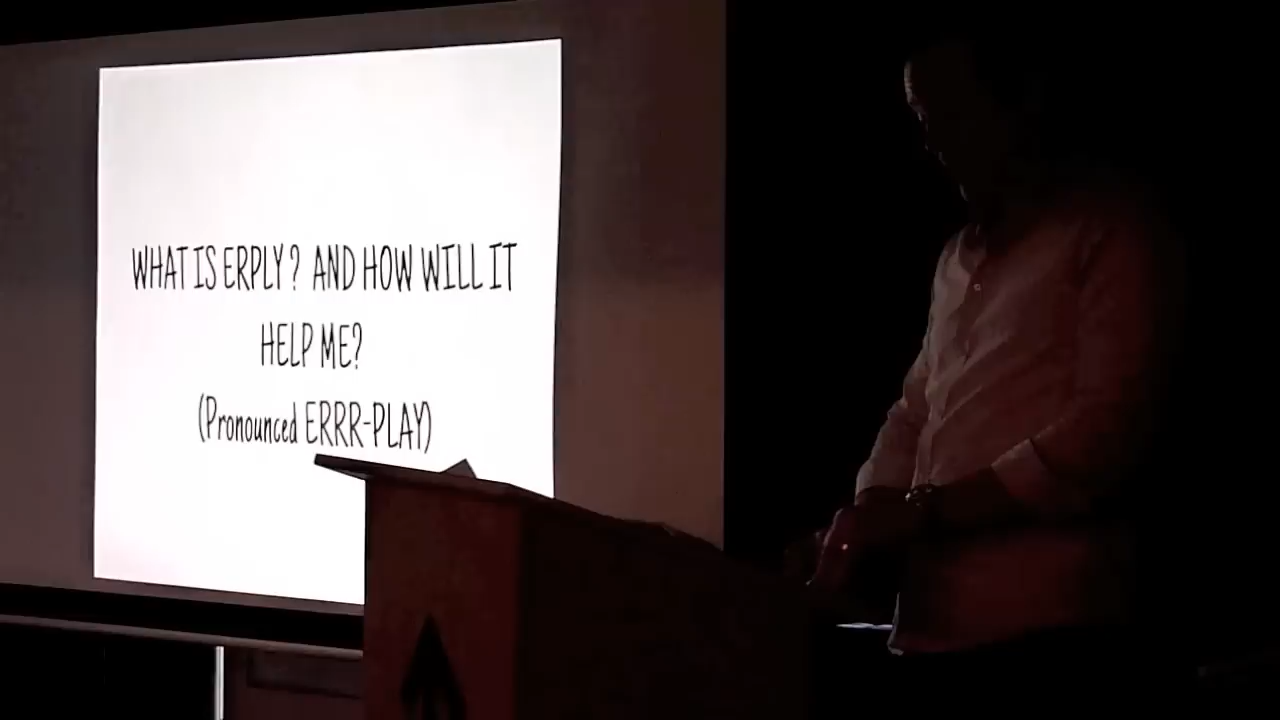 WHAT IS ERPLY? AND HOW WILL IT
HELP ME?
(Pronounced ERRR-PLAY)